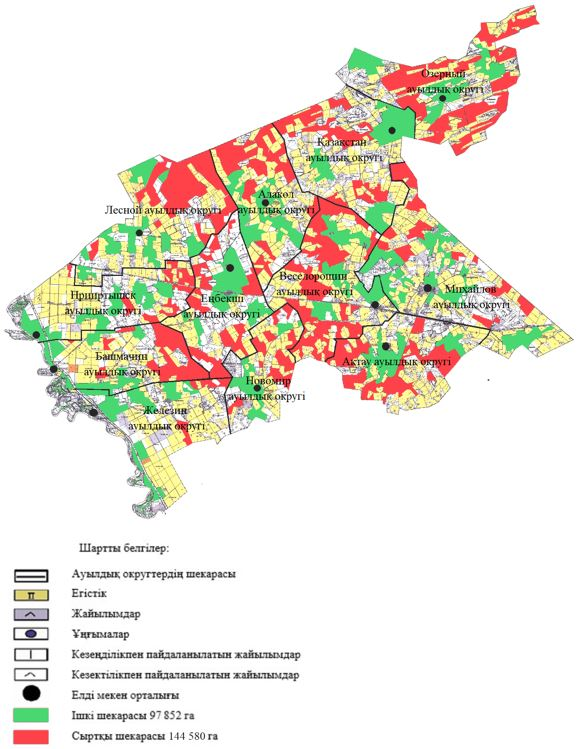 Озерный
ауылдық округі
Қазақстан
ауылдық округі
Алакол
ауылдық округі
Лесной ауылдық округі
Веселорощин
ауылдық округі
Михайлов
ауылдық округі
Прииртышск
ауылдық округі
Еңбекші
ауылдық округі
Башмачин
ауылдық округі
Ақтау ауылдық округі
Новомир
ауылдық округі
Железин
ауылдық округі
Шартты белгілер:
Ауылдық округтердің шекарасы
Егістік
Жайылымдар
Ұңғымалар
Кезеңділікпен пайдаланылатын жайылымдар
Кезектілікпен пайдаланылатын жайылымдар
Елді мекен орталығы
Ішкі шекарасы 97 852 га
Сыртқы шекарасы 144 580 га